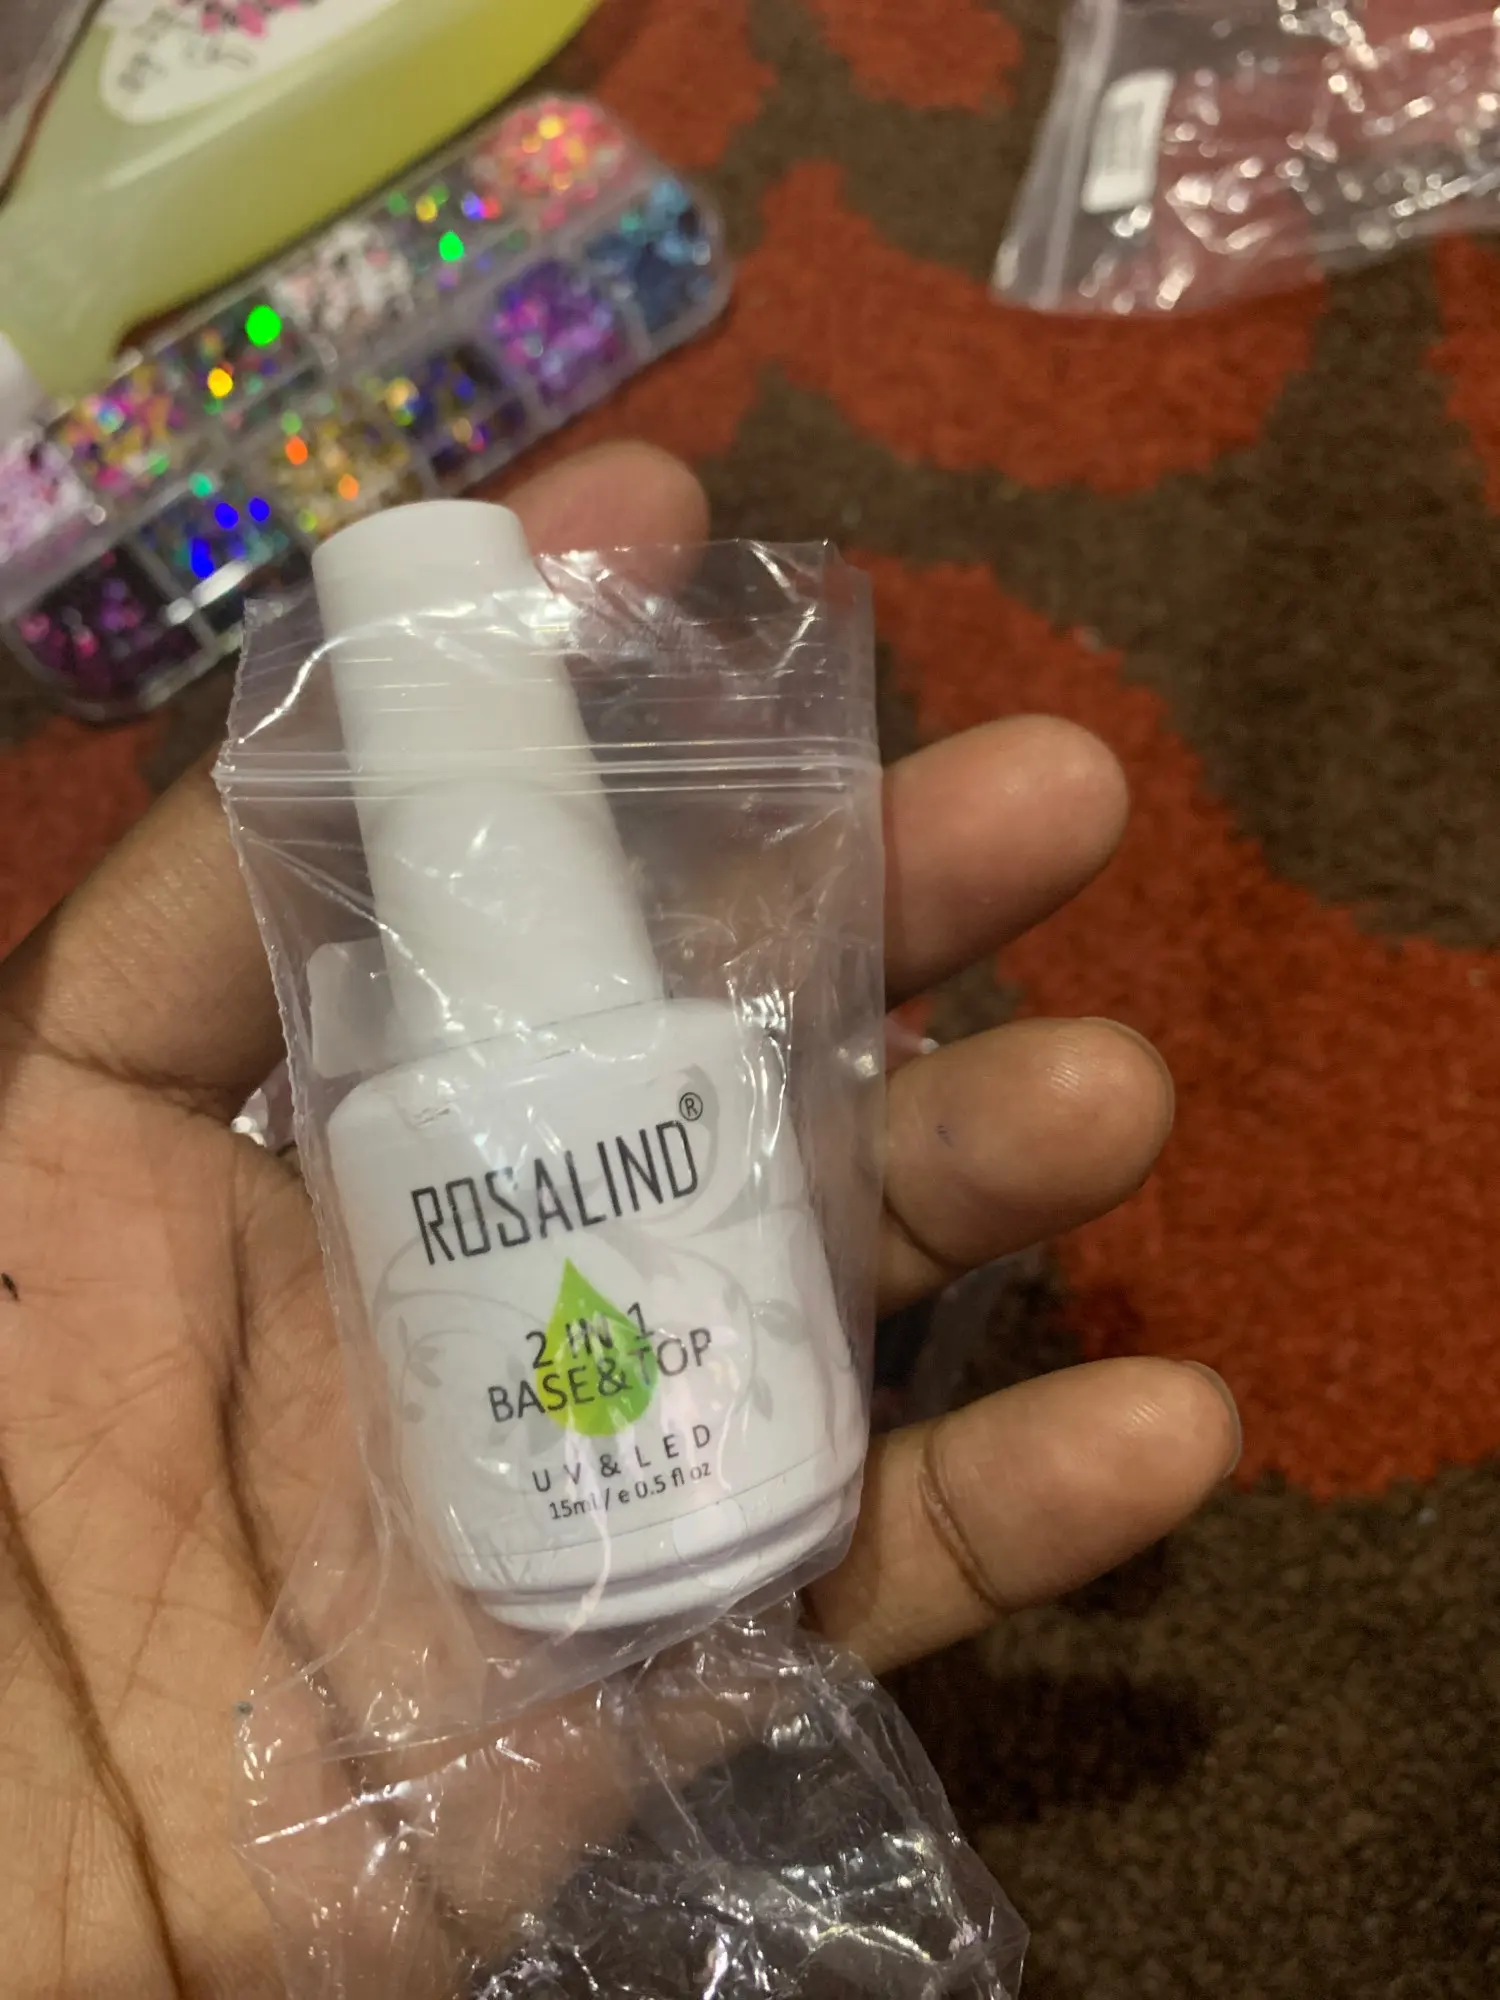 ROSALIND®
2 IN 1
BASE&TOP
UV & LED
15ml / e 0.5 fl oz